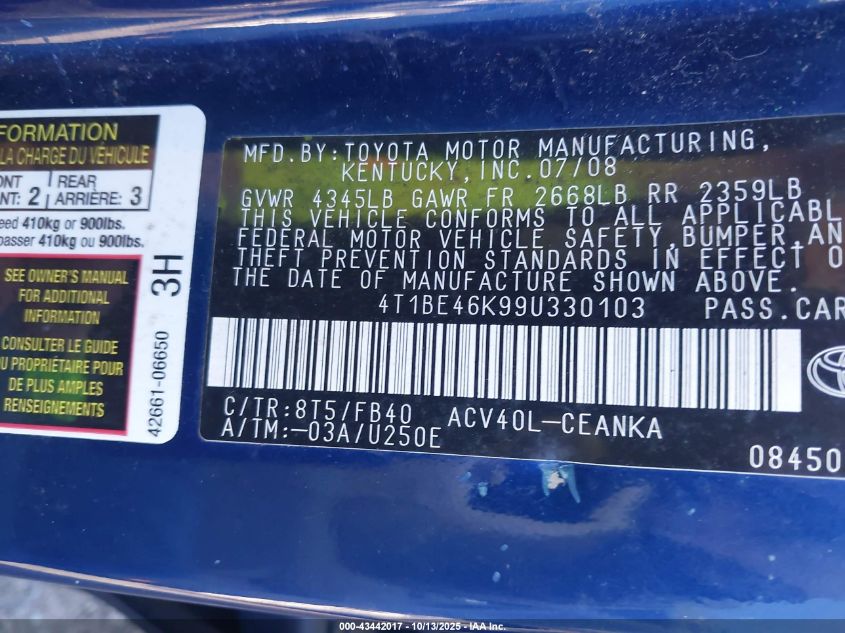 FORMATION
LA CHARGE DU VÉHICULE
ONT
NT: 2
REAR
ARRIÈRE: 3
eed 410kg or 900lbs.
passer 410kg ou 900lbs.
SEE OWNER'S MANUAL
FOR ADDITIONAL
INFORMATION
CONSULTER LE GUIDE
DU PROPRIÉTAIRE POUR
DE PLUS AMPLES
RENSEIGNEMENTS
3H
42661-06650
MFD.BY:TOYOTA MOTOR MANUFACTURING,
KENTUCKY,INC.07/08
GVWR 4345LB GAWR FR 2668LB RR 2359LB
THIS VEHICLE CONFORMS TO ALL APPLICABL
FEDERAL MOTOR VEHICLE SAFETY,BUMPER,AN
THEFT PREVENTION STANDARDS IN EFFECT O
THE DATE OF MANUFACTURE SHOWN ABOVE.
4T1BE46K99U330103 PASS.CAR
C/TR:8T5/FB40 ACV40L-CEANKA
A/TM:-03A/U250E
08450
000-43442017 - 10/13/2025 - IAA Inc.